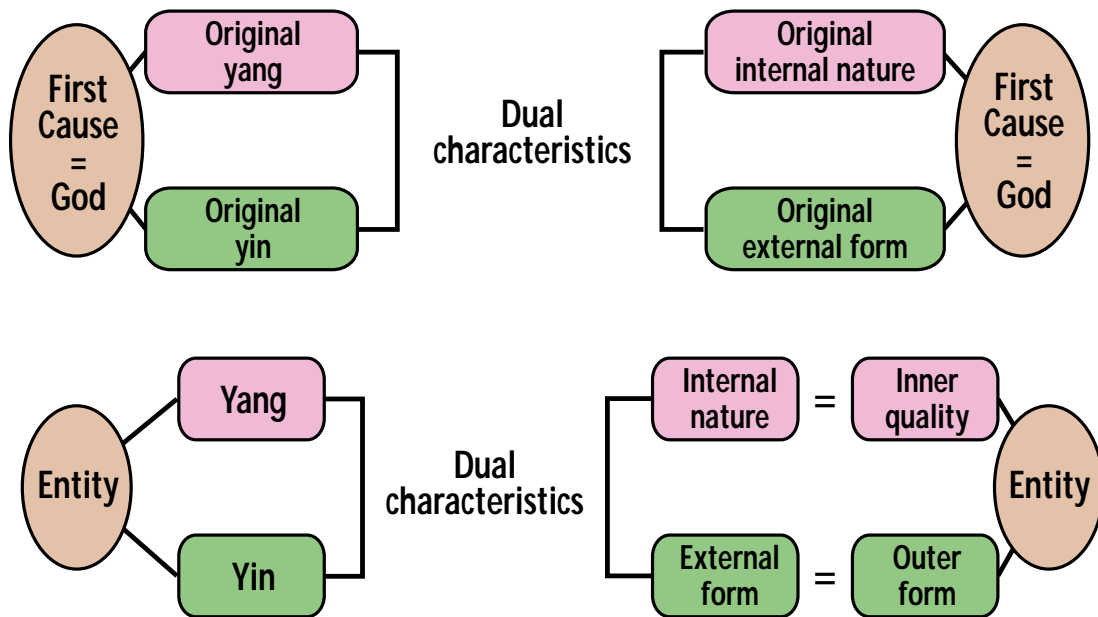 First
Cause
=
God
Original
yang
Original
yin
Dual
characteristics
Original
internal nature
Original
external form
First
Cause
=
God
Entity
Yang
Yin
Dual
characteristics
Internal
nature
=
Inner
quality
External
form
=
Outer
form
Entity